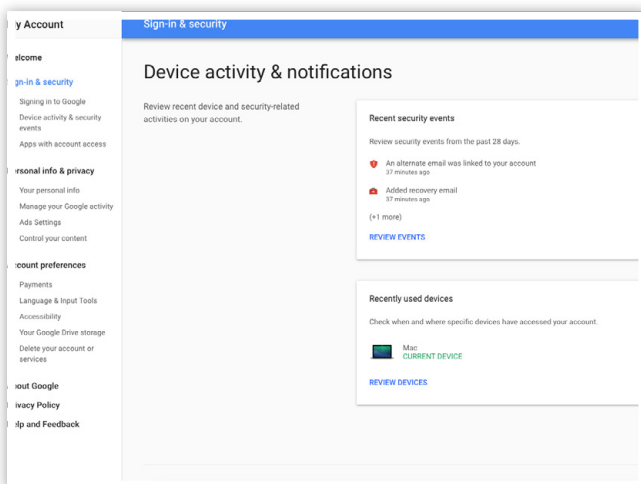 y Account
Sign-in & security
elcome
gn-in & security
Signing in to Google
Device activity & security
events
Apps with account access
rsonal info & privacy
Your personal info
Manage your Google activity
Ads Settings
Control your content
count preferences
Payments
Language & Input Tools
Accessibility
Your Google Drive storage
Delete your account or
services
out Google
ivacy Policy
lp and Feedback
Device activity & notifications
Review recent device and security-related
activities on your account.
Recent security events
Review security events from the past 28 days.
An alternate email was linked to your account
37 minutes ago
Added recovery email
37 minutes ago
(+1 more)
REVIEW EVENTS
Recently used devices
Check when and where specific devices have accessed your account.
Mac
CURRENT DEVICE
REVIEW DEVICES